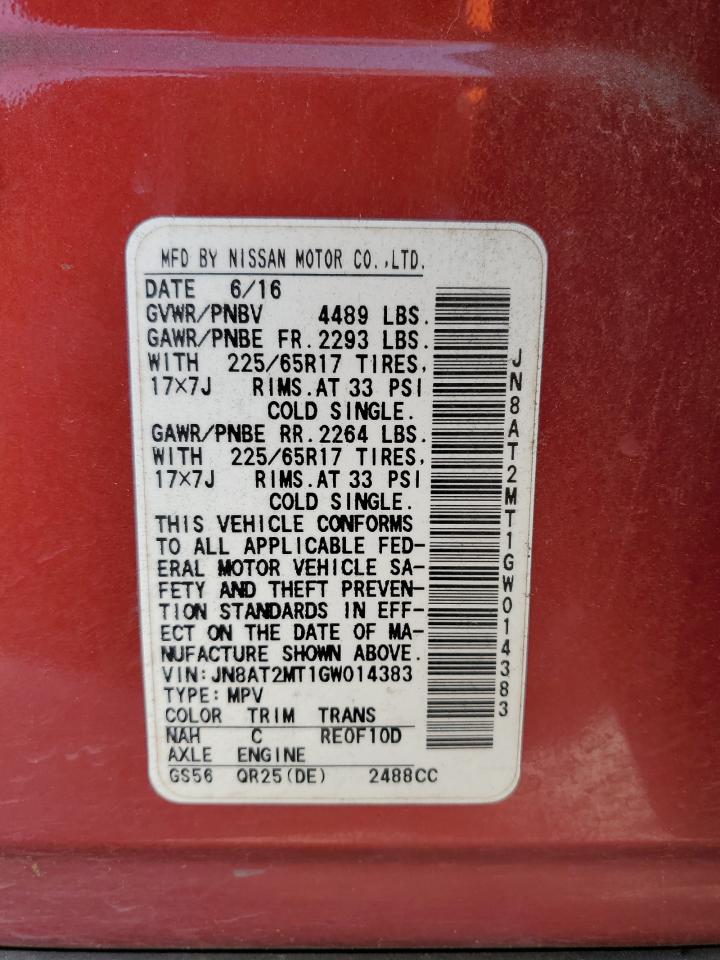 MFD BY NISSAN MOTOR CO.,LTD.
DATE 6/16
GVWR/PNBV 4489 LBS.
GAWR/PNBE FR.2293 LBS.
WITH 225/65R17 TIRES,
17×7J RIMS.AT 33 PSI
COLD SINGLE.
GAWR/PNBE RR.2264 LBS.
WITH 225/65R17 TIRES,
17×7J RIMS.AT 33 PSI
COLD SINGLE.
THIS VEHICLE CONFORMS
TO ALL APPLICABLE FED-
ERAL MOTOR VEHICLE SA-
FETY AND THEFT PREVEN-
TION STANDARDS IN EFF-
ECT ON THE DATE OF MA-
NUFACTURE SHOWN ABOVE.
VIN:JN8AT2MT1GW014383
TYPE:MPV
COLOR TRIM TRANS
NAH C RE0F10D
AXLE ENGINE
GS56 QR25(DE) 2488CC
JN8AT2MT1GW014383